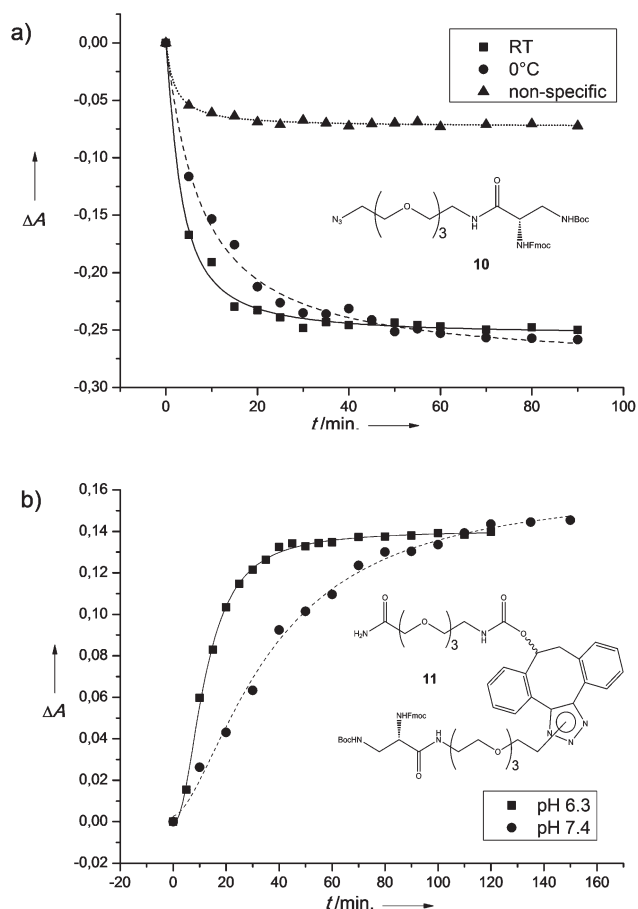 a)
0,00
-0,05
-0,10
-0,15
-0,20
-0,25
-0,30
ΔA
RT
0°C
non-specific
N3
O
3
O
N
H
NHBoc
NHFmoc
10
0
20
40
60
80
100
t/min.
b)
0,16
0,14
0,12
0,10
0,08
0,06
0,04
0,02
0,00
-0,02
ΔA
O
H2N
O
3
N
H
O
O
11
NHFmoc
BocHN
O
H
N
O
3
N
N
N
pH 6.3
pH 7.4
-20
0
20
40
60
80
100
120
140
160
t/min.